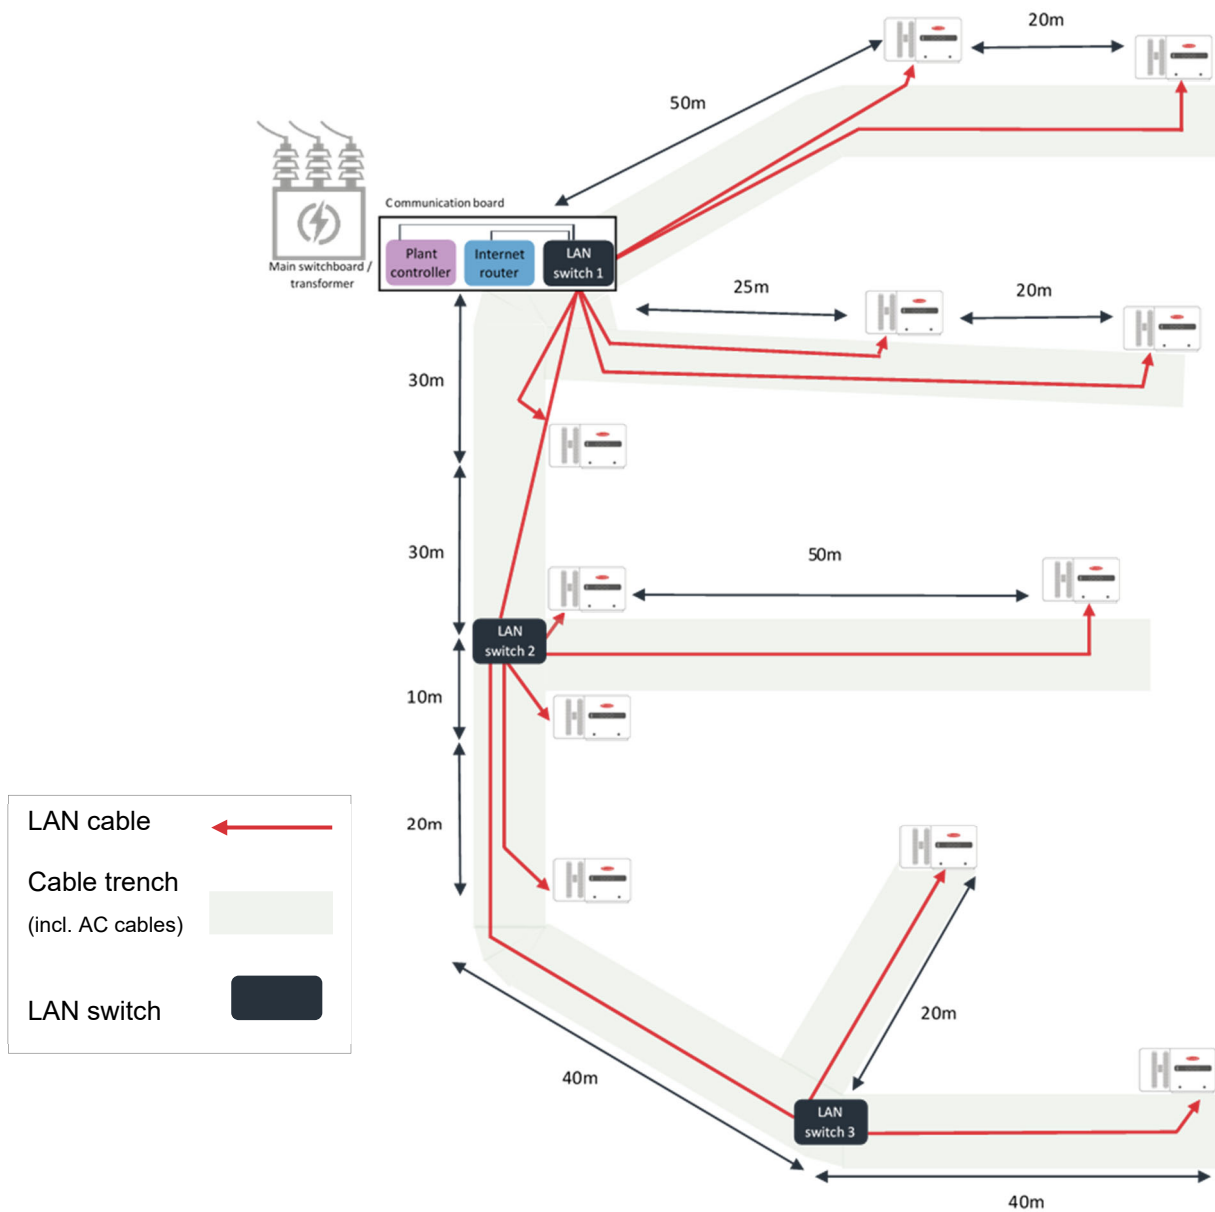 20m
50m
Communication board
Plant
controller
Internet
router
LAN
switch 1
Main switchboard /
transformer
25m
20m
30m
30m
50m
LAN
switch 2
10m
20m
LAN cable
Cable trench
(incl. AC cables)
LAN switch
20m
40m
LAN
switch 3
40m